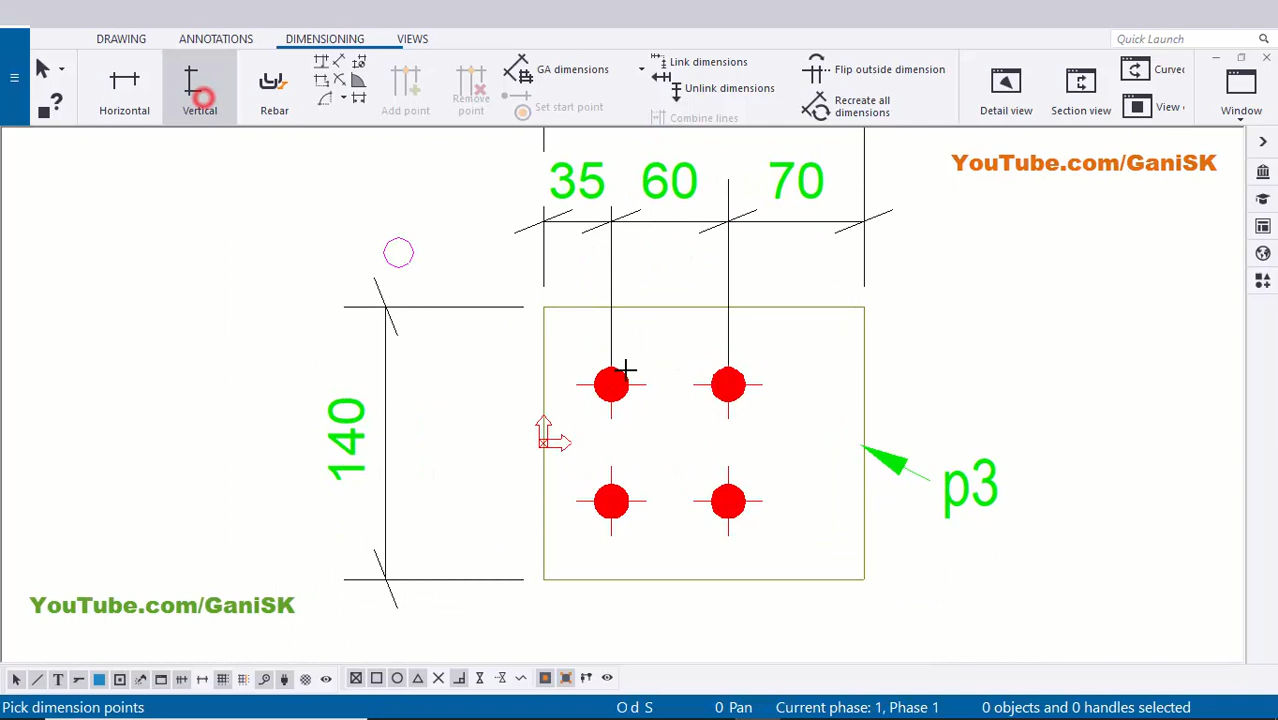 DRAWING ANNOTATIONS DIMENSIONING VIEWS Quick Launch
Horizontal Vertical Rebar Add point Remove point
GA dimensions
Set start point
Link dimensions
Unlink dimensions
Combine lines
Flip outside dimension
Recreate all dimensions
Detail view Section view
Curve
View
Window
YouTube.com/GaniSK
35 60 70
140
p3
YouTube.com/GaniSK
Pick dimension points O d S 0 Pan Current phase: 1, Phase 1 0 objects and 0 handles selected